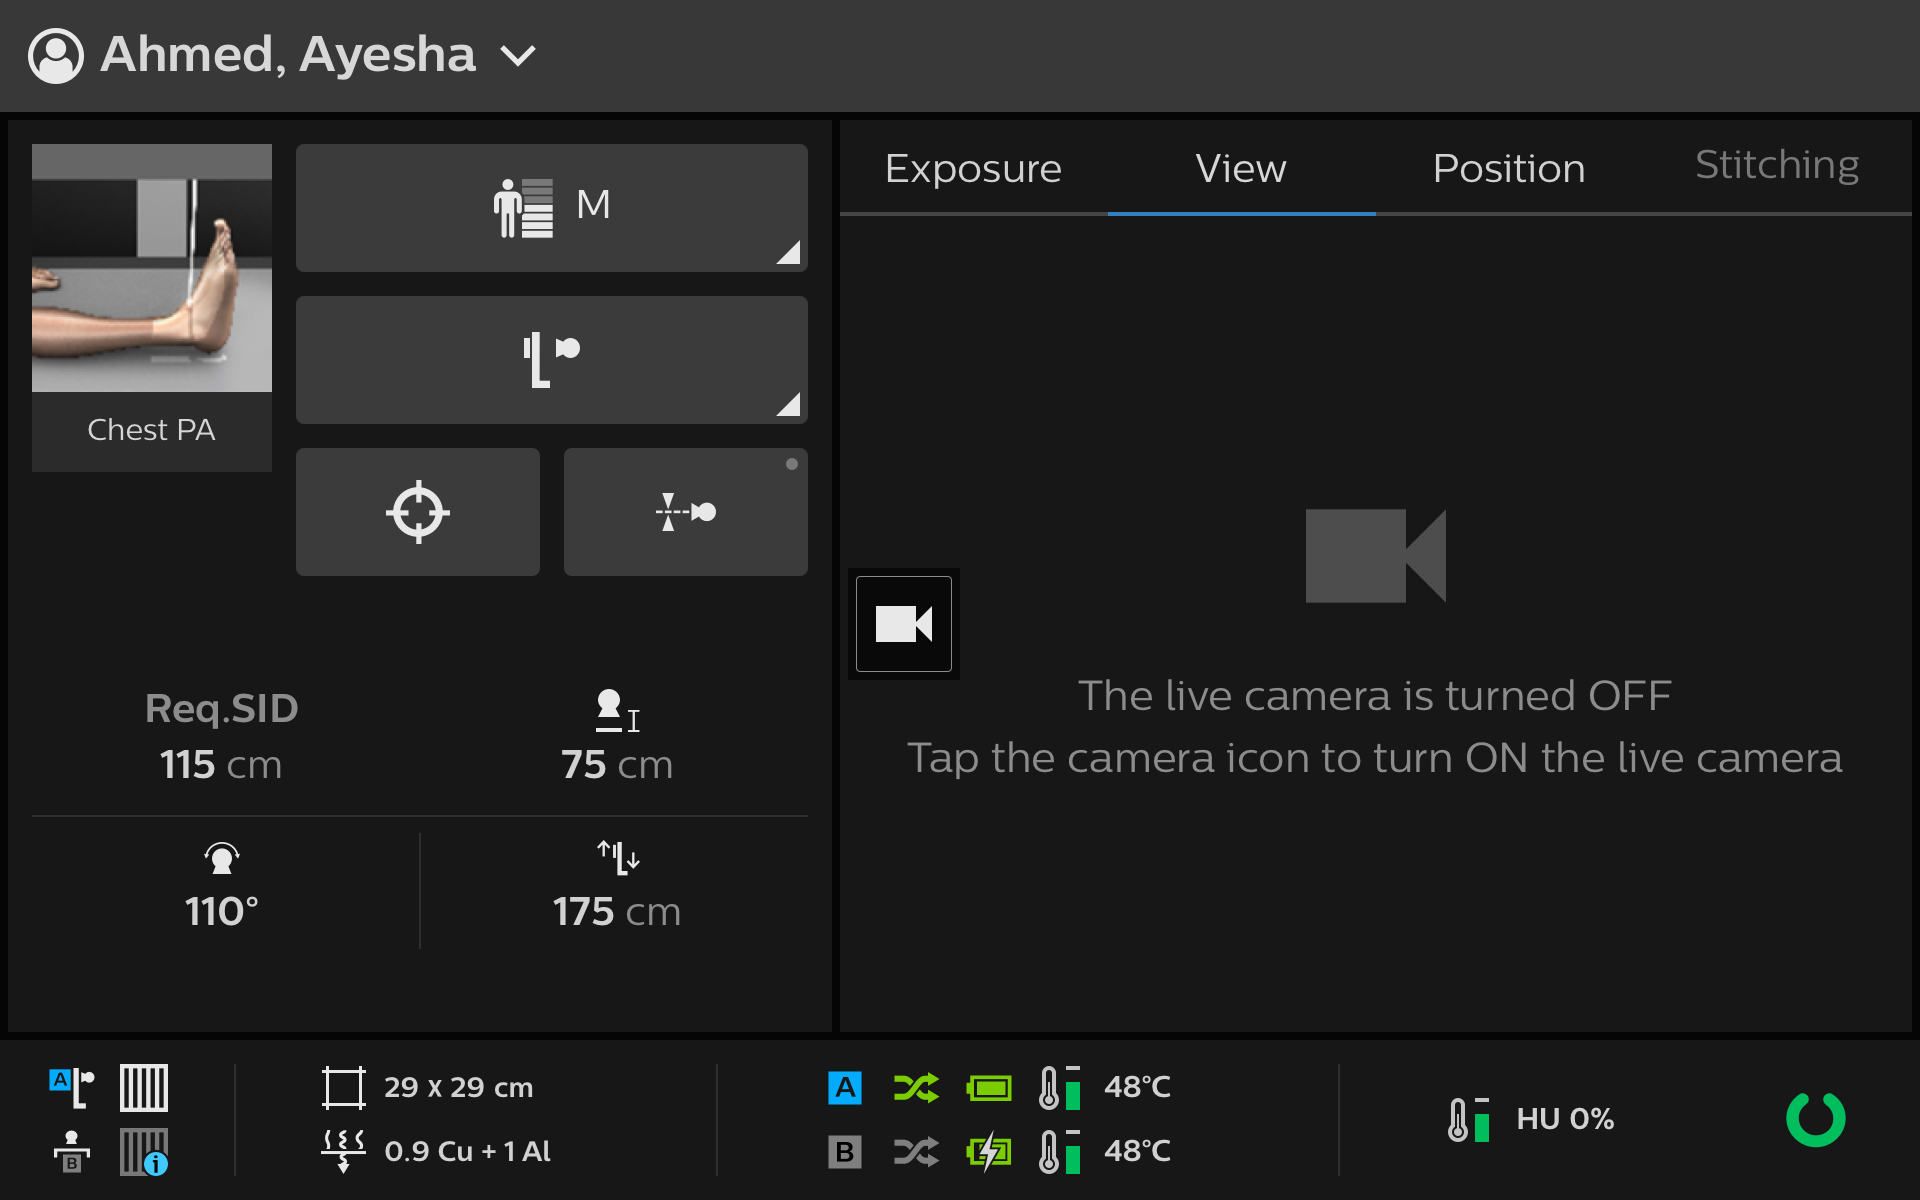 Ahmed, Ayesha
Chest PA
M
Req.SID
115 cm
75 cm
110°
175 cm
Exposure
View
Position
Stitching
The live camera is turned OFF
Tap the camera icon to turn ON the live camera
A
B
i
29 x 29 cm
0.9 Cu + 1 Al
A
48°C
B
48°C
HU 0%